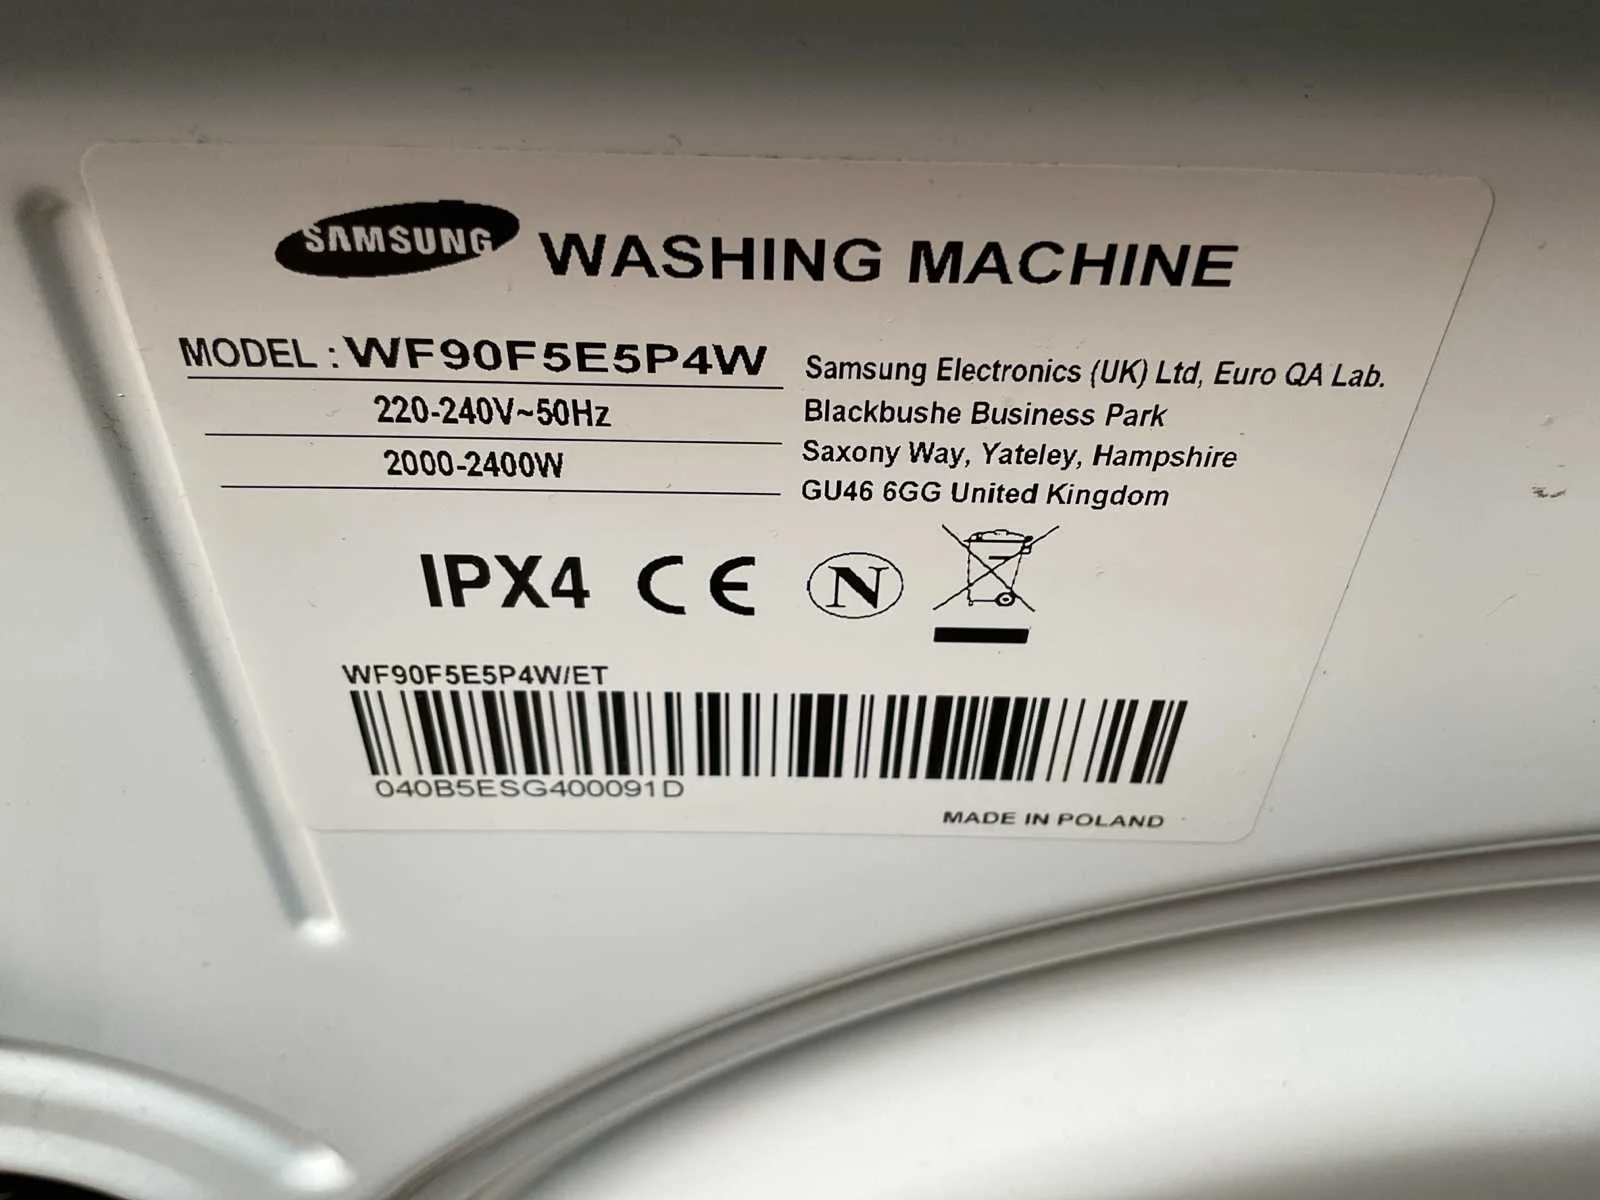 SAMSUNG WASHING MACHINE
MODEL : WF90F5E5P4W
220-240V~50Hz
2000-2400W
Samsung Electronics (UK) Ltd, Euro QA Lab.
Blackbushe Business Park
Saxony Way, Yateley, Hampshire
GU46 6GG United Kingdom
IPX4 CE N
WF90F5E5P4W/ET
040B5ESG400091D
MADE IN POLAND